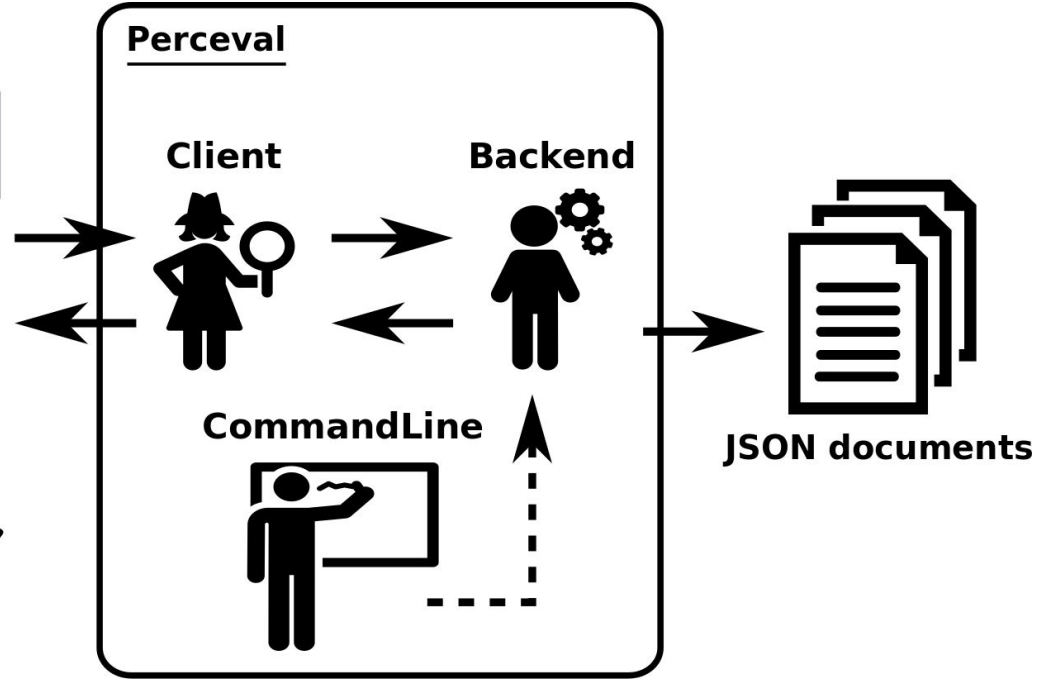 Perceval
Client
Backend
CommandLine
JSON documents